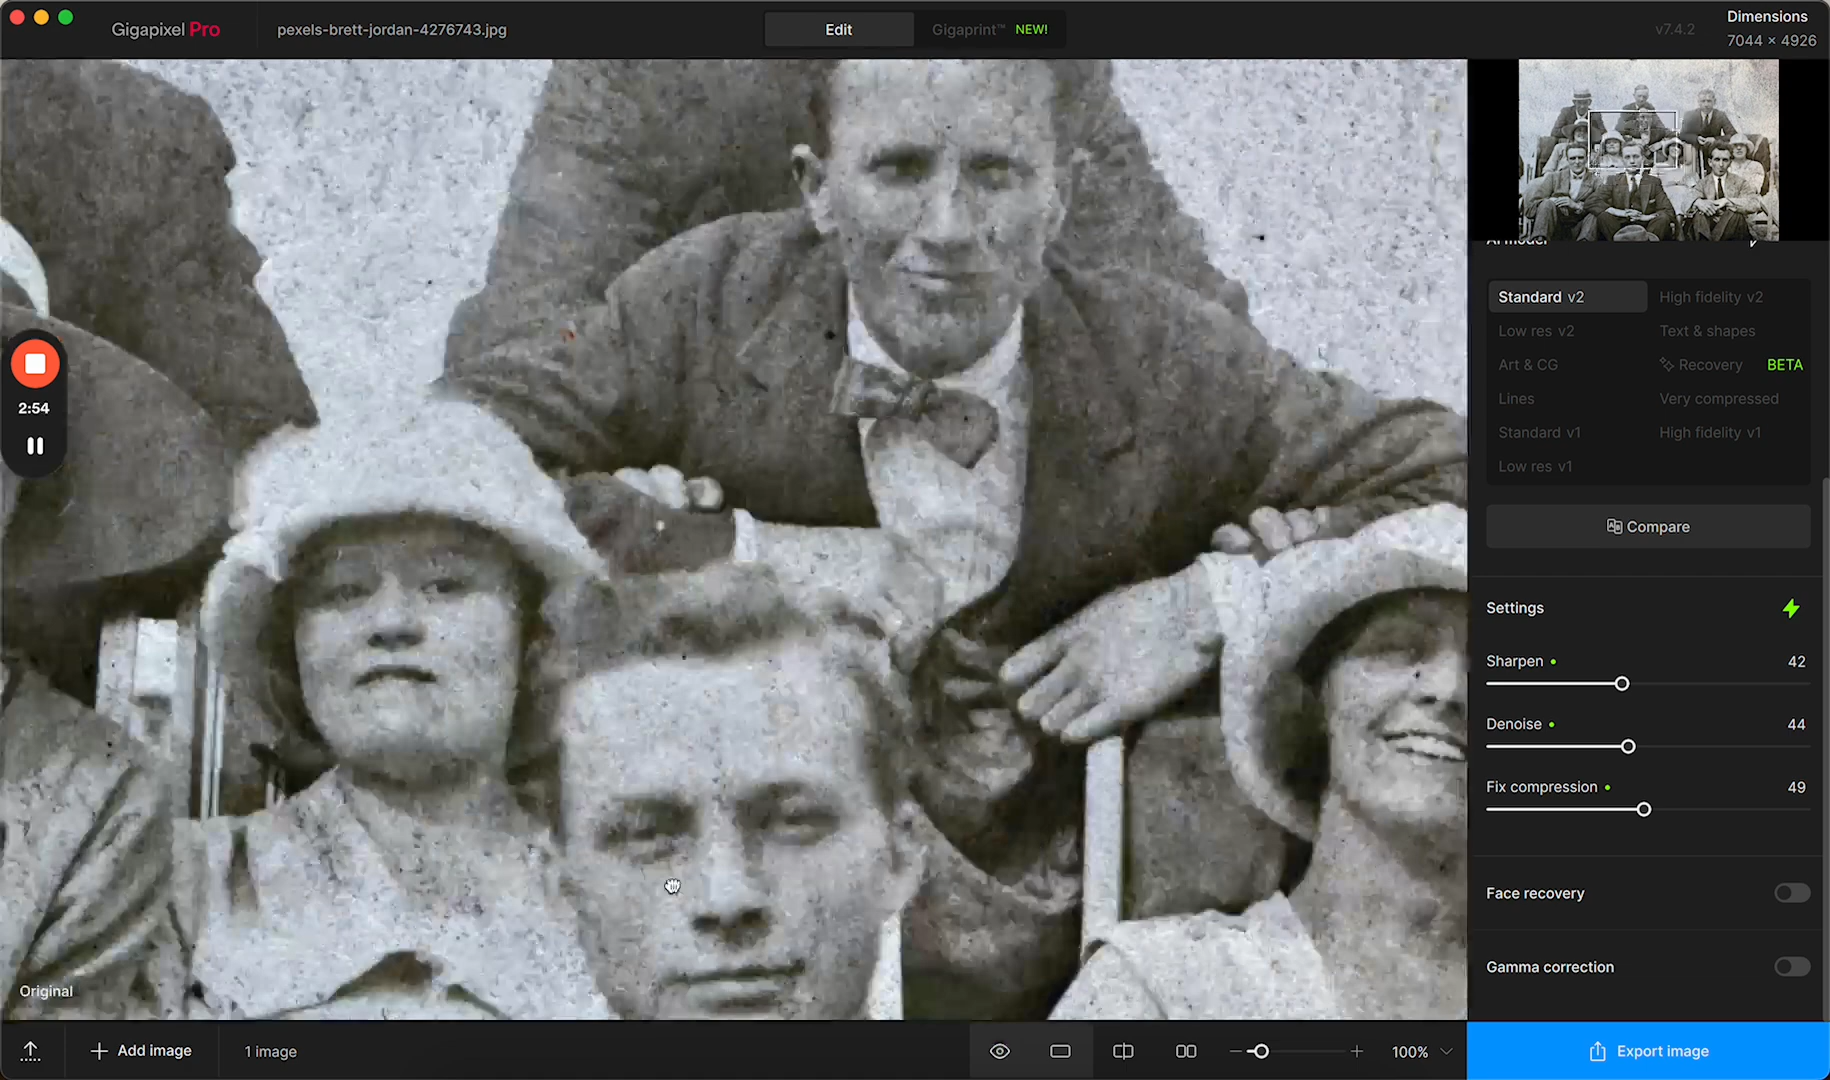 Gigapixel Pro
pexels-brett-jordan-4276743.jpg
Edit
Gigaprint™ NEW!
v7.4.2
Dimensions
7044 × 4926
AI model
Standard v2
High fidelity v2
Low res v2
Text & shapes
Art & CG
Recovery BETA
Lines
Very compressed
Standard v1
High fidelity v1
Low res v1
2:54
Compare
Settings
Sharpen 42
Denoise 44
Fix compression 49
Face recovery
Gamma correction
Original
Add image
1 image
100%
Export image